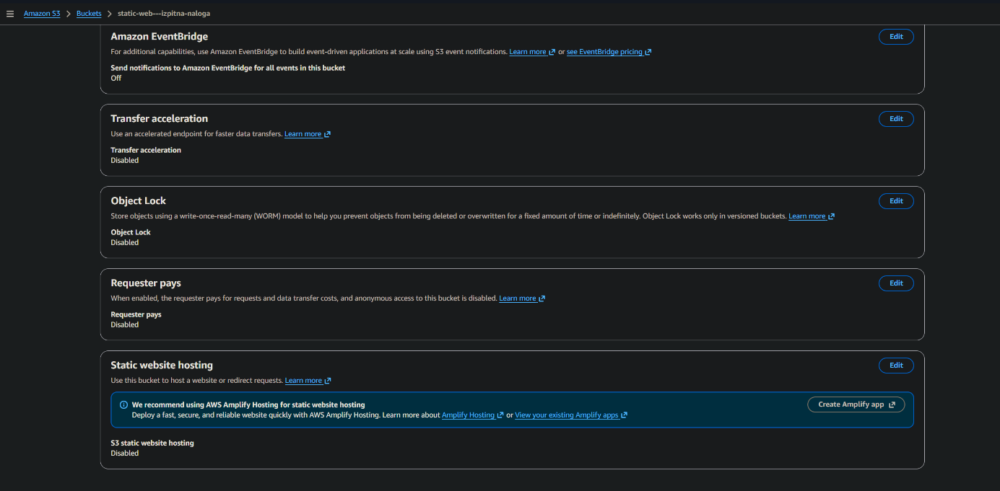 Amazon S3 > Buckets > static-web---izpitna-naloga
Amazon EventBridge
Edit
For additional capabilities, use Amazon EventBridge to build event-driven applications at scale using S3 event notifications. Learn more or see EventBridge pricing
Send notifications to Amazon EventBridge for all events in this bucket
Off
Transfer acceleration
Edit
Use an accelerated endpoint for faster data transfers. Learn more
Transfer acceleration
Disabled
Object Lock
Edit
Store objects using a write-once-read-many (WORM) model to help you prevent objects from being deleted or overwritten for a fixed amount of time or indefinitely. Object Lock works only in versioned buckets. Learn more
Object Lock
Disabled
Requester pays
Edit
When enabled, the requester pays for requests and data transfer costs, and anonymous access to this bucket is disabled. Learn more
Requester pays
Disabled
Static website hosting
Edit
Use this bucket to host a website or redirect requests. Learn more
We recommend using AWS Amplify Hosting for static website hosting
Create Amplify app
Deploy a fast, secure, and reliable website quickly with AWS Amplify Hosting. Learn more about Amplify Hosting or View your existing Amplify apps
S3 static website hosting
Disabled